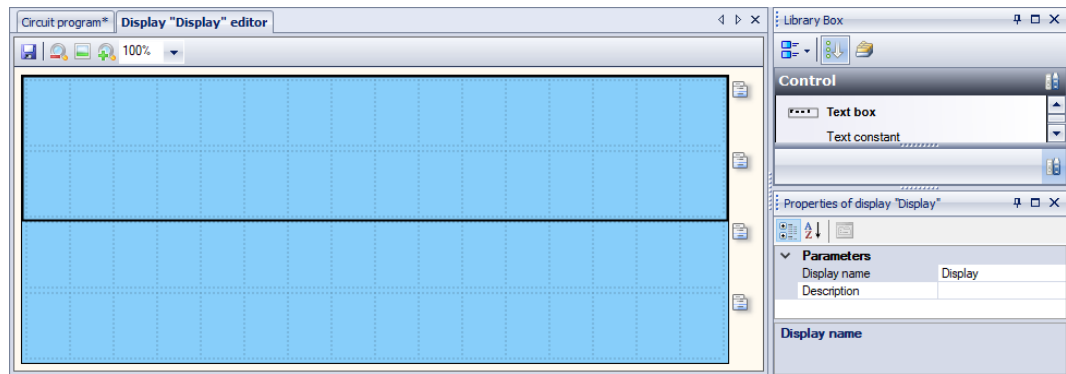 Circuit program* Display "Display" editor
100%
Library Box
Control
Text box
Text constant
Properties of display "Display"
Parameters
Display name Display
Description
Display name